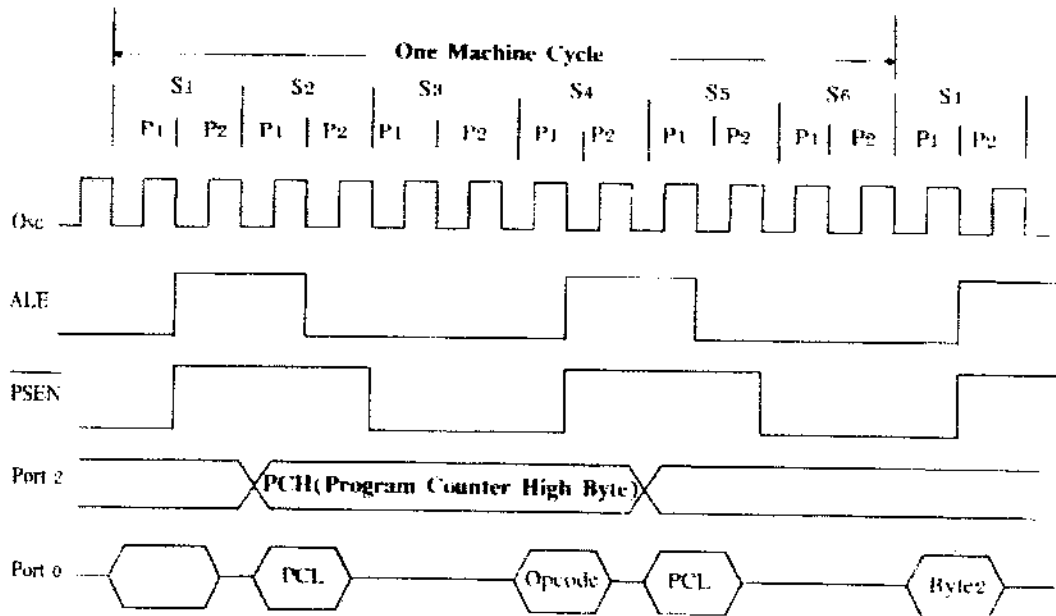 One Machine Cycle
S1 S2 S3 S4 S5 S6 S1
P1 P2 P1 P2 P1 P2 P1 P2 P1 P2 P1 P2 P1 P2
Osc
ALE
PSEN
Port 2 PCH(Program Counter High Byte)
Port 0 PCL Opcode PCL Byte2